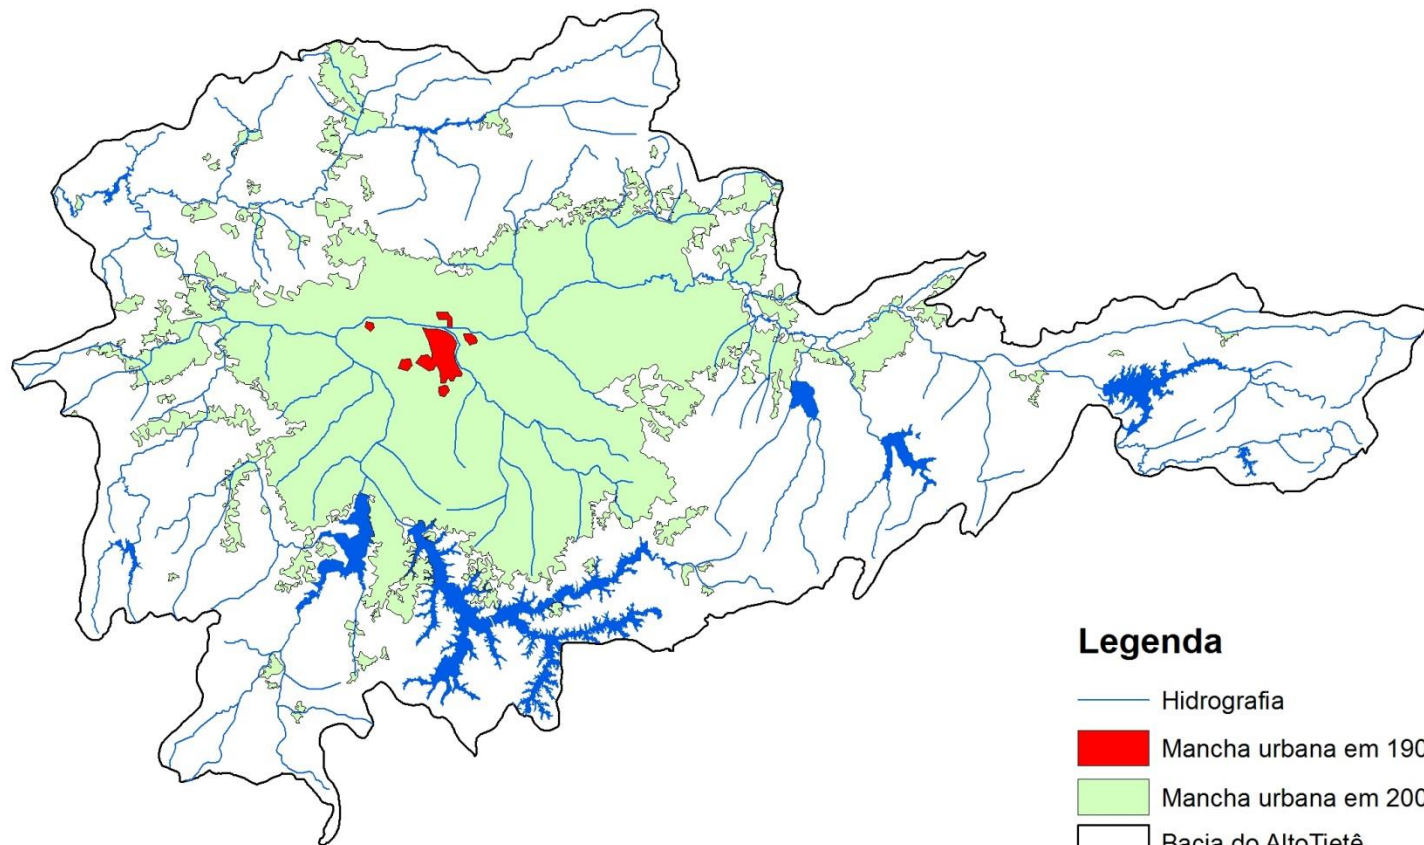 Legenda
Hidrografia
Mancha urbana em 190
Mancha urbana em 200
Bacia do AltoTietê